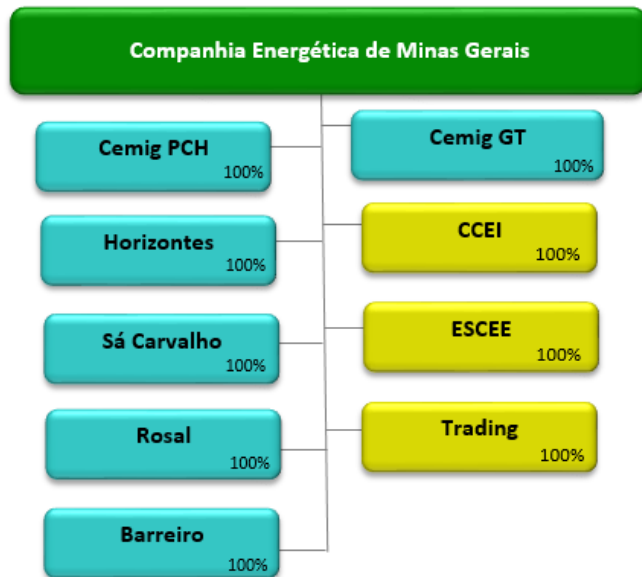 Companhia Energética de Minas Gerais
Cemig PCH
100%
Cemig GT
100%
Horizontes
100%
CCEI
100%
Sá Carvalho
100%
ESCEE
100%
Rosal
100%
Trading
100%
Barreiro
100%